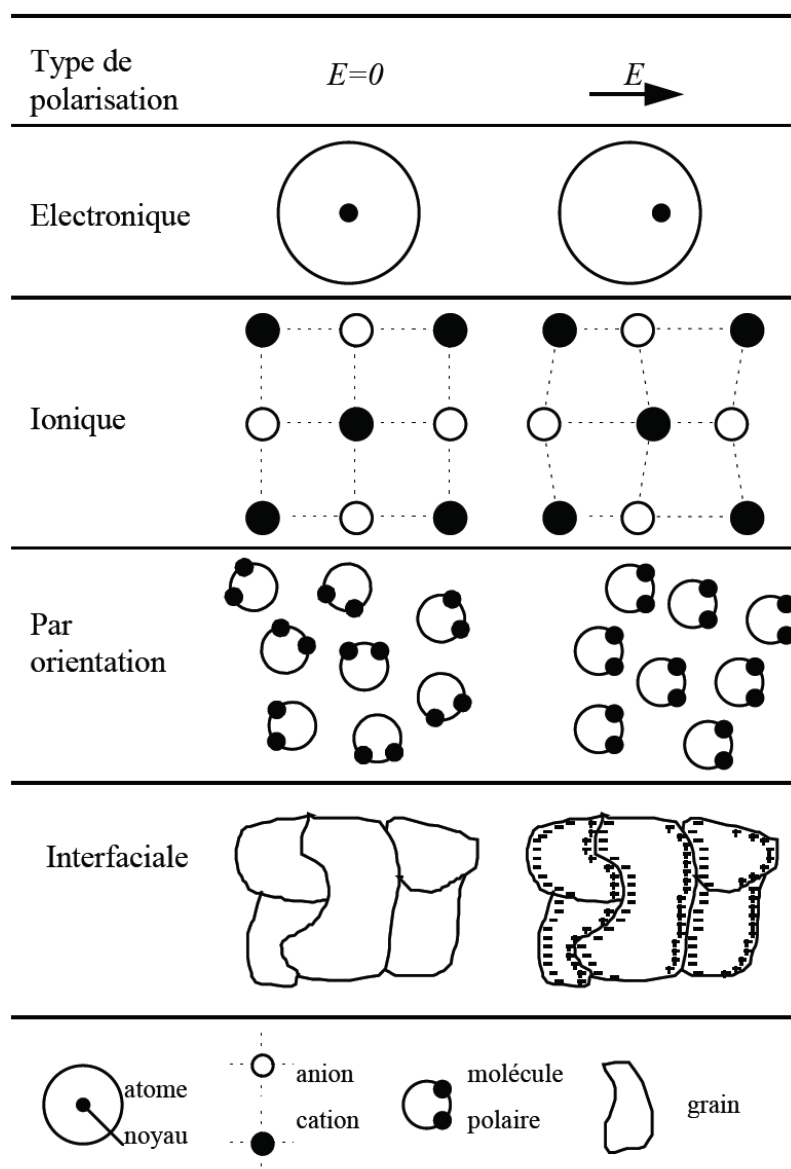 Type de
polarisation
E=0
E
Electronique
Ionique
Par
orientation
Interfaciale
atome
noyau
anion
cation
molécule
polaire
grain